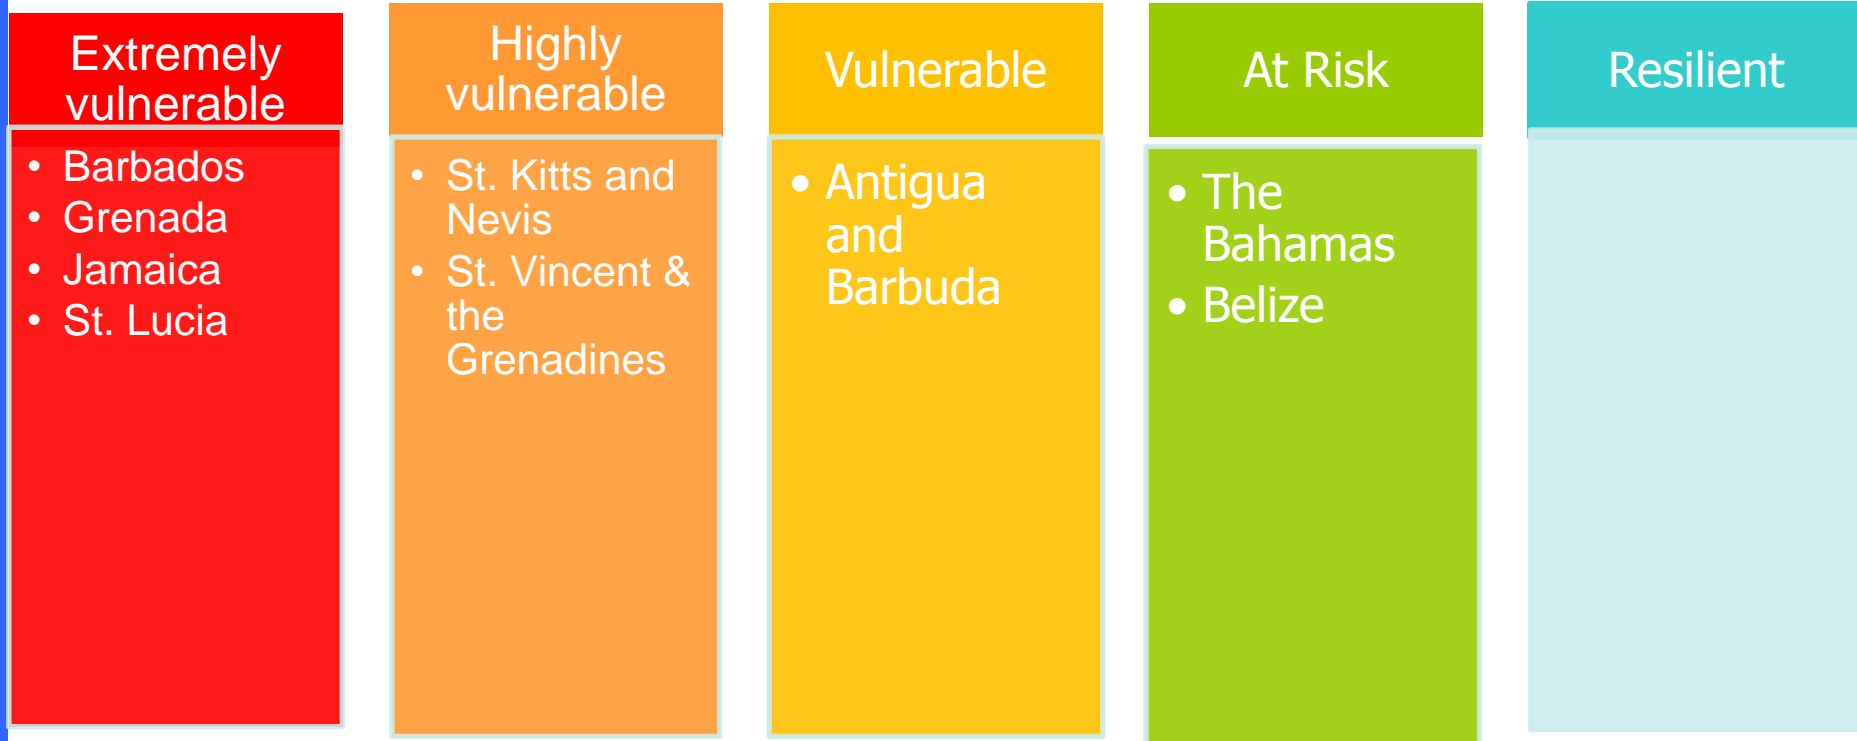 Extremely
vulnerable
• Barbados
• Grenada
• Jamaica
• St. Lucia
Highly
vulnerable
• St. Kitts and
Nevis
• St. Vincent &
the
Grenadines
Vulnerable
• Antigua
and
Barbuda
At Risk
• The
Bahamas
• Belize
Resilient